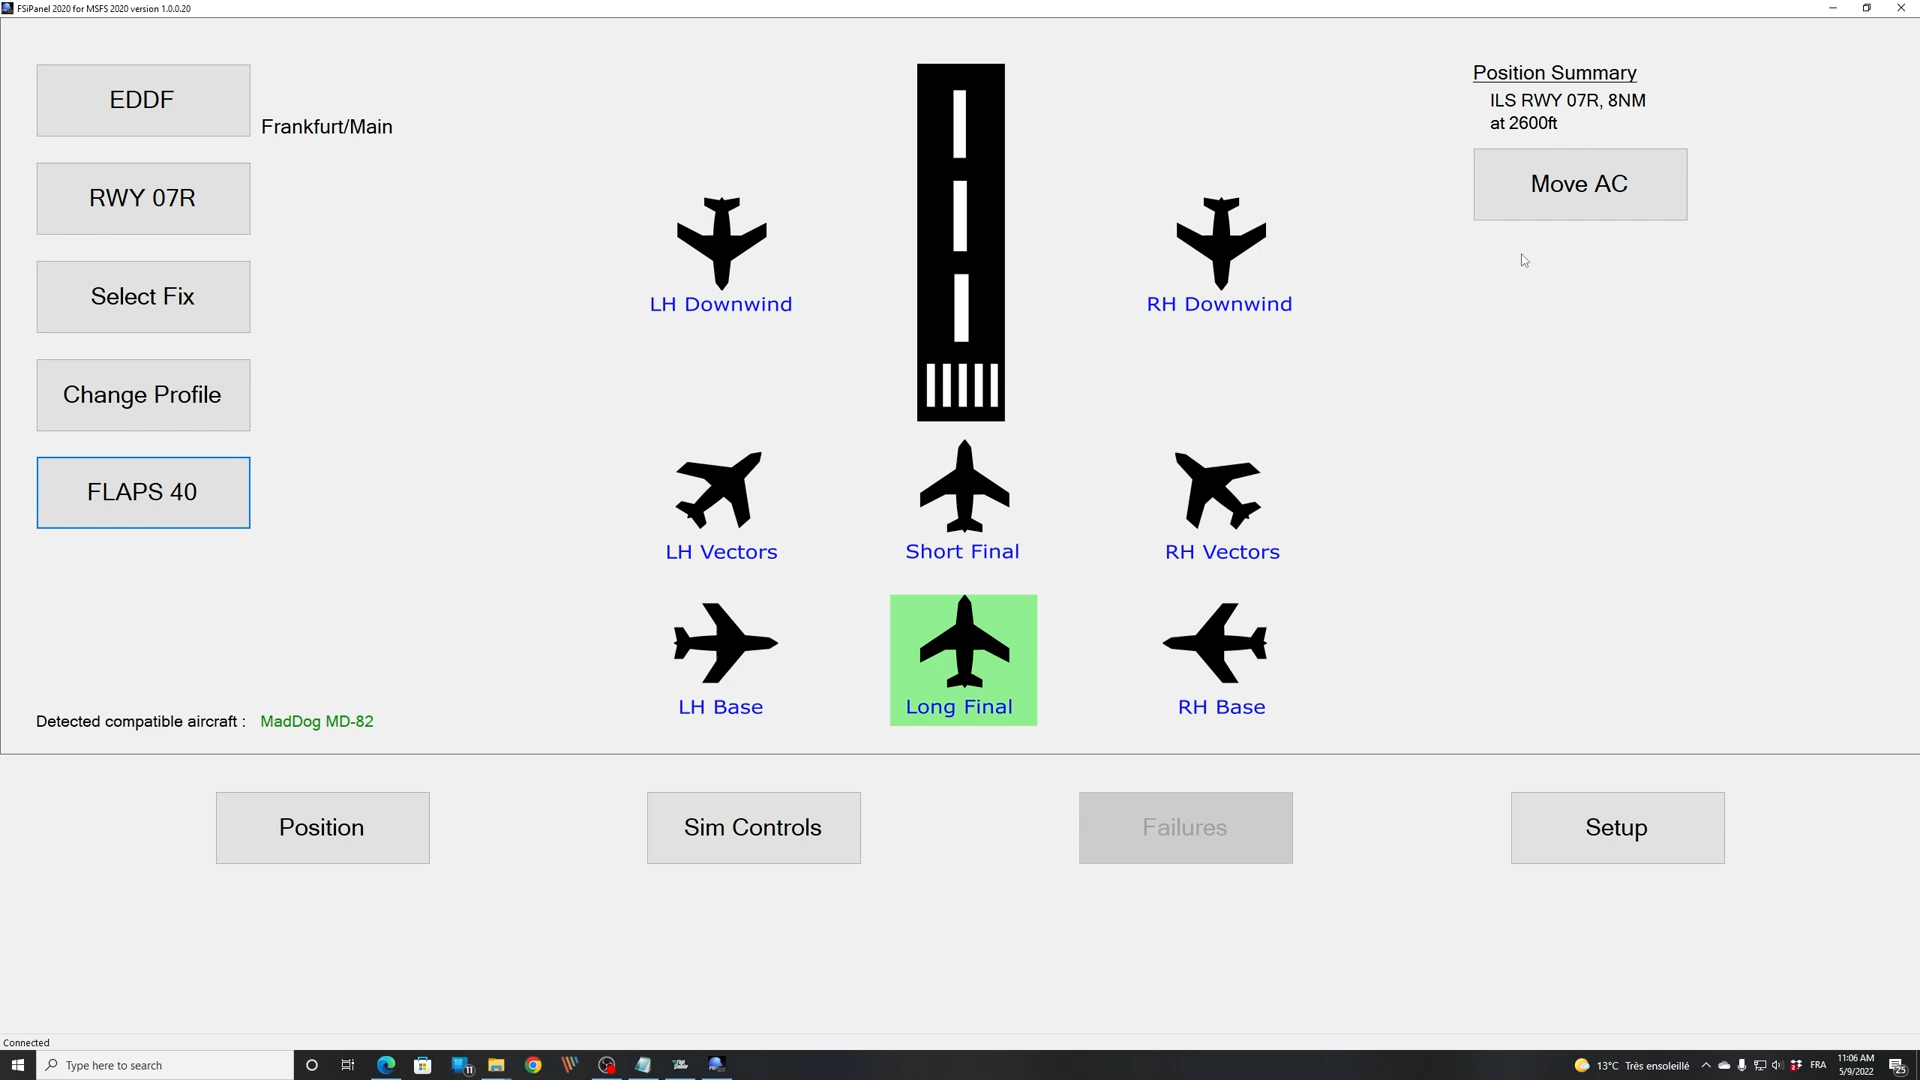 FSiPanel 2020 for MSFS 2020 version 1.0.0.20
EDDF
Frankfurt/Main
RWY 07R
Select Fix
Change Profile
FLAPS 40
Detected compatible aircraft : MadDog MD-82
LH Downwind
RH Downwind
LH Vectors
Short Final
RH Vectors
LH Base
Long Final
RH Base
Position Summary
ILS RWY 07R, 8NM
at 2600ft
Move AC
Position
Sim Controls
Failures
Setup
Connected
Type here to search
11
13°C Très ensoleillé
FRA
11:06 AM
5/9/2022
25